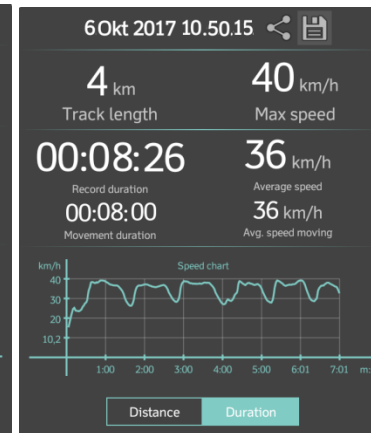 6 Okt 2017 10.50.15
4 km
40 km/h
Track length
Max speed
00:08:26
36 km/h
Record duration
Average speed
00:08:00
36 km/h
Movement duration
Avg. speed moving
km/h
Speed chart
40
30
20
10,2
1:00 2:00 3:00 4:00 5:00 6:01 7:01 m:
Distance
Duration